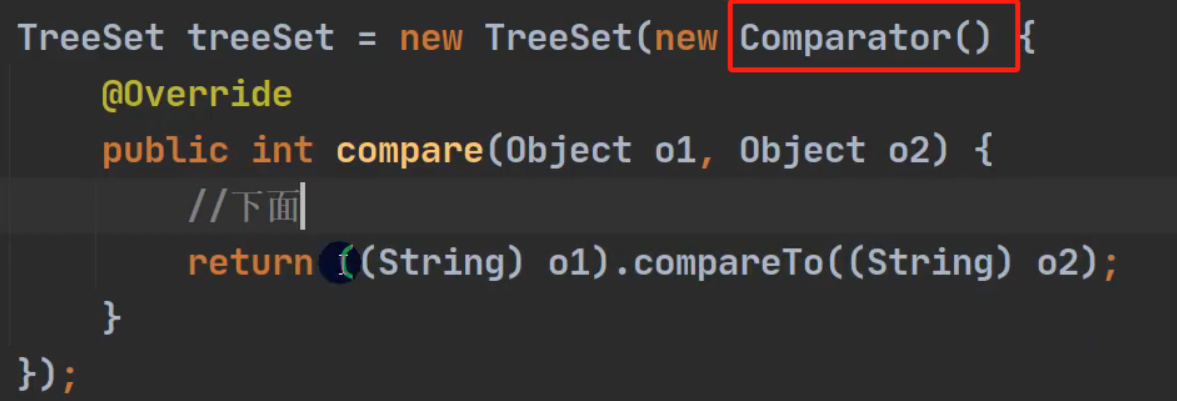 TreeSet treeSet = new TreeSet(new Comparator() {
@Override
public int compare(Object o1, Object o2) {
//下面
return ((String) o1).compareTo((String) o2);
}
});